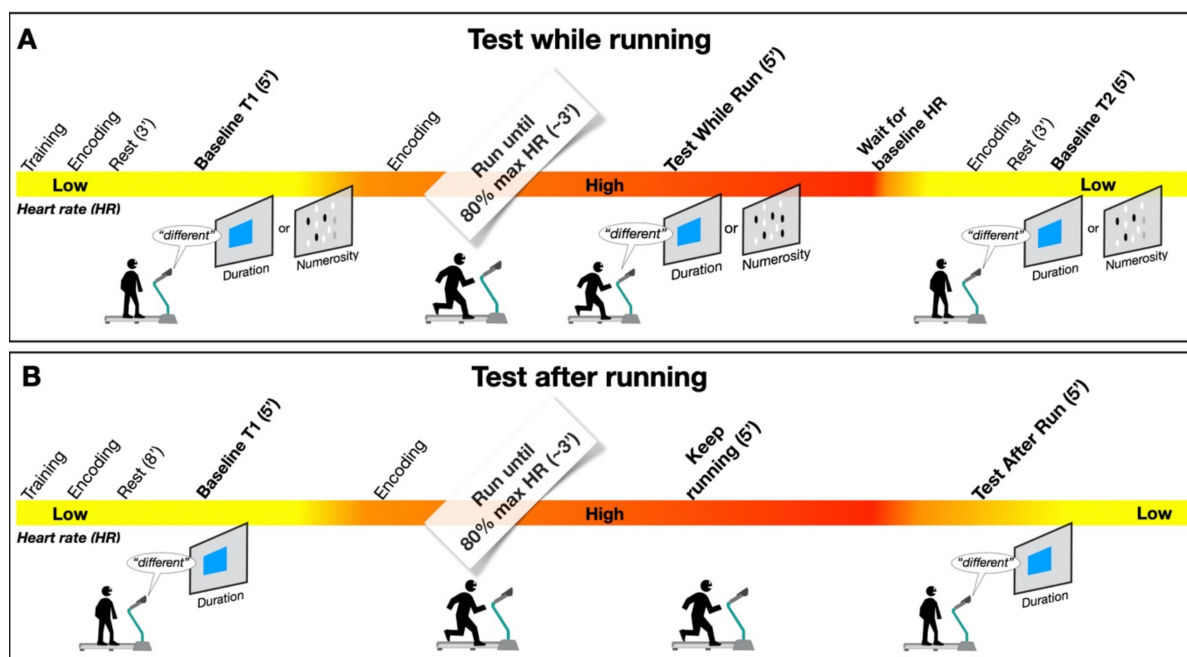 A
Test while running
Training
Encoding
Rest (3’)
Baseline T1 (5’)
Encoding
Run until
80% max HR (~3’)
Test While Run (5’)
Wait for
baseline HR
Encoding
Rest (3’)
Baseline T2 (5’)
Low
High
Low
Heart rate (HR)
“different”
or
Duration
Numerosity
“different”
or
Duration
Numerosity
“different”
or
Duration
Numerosity
B
Test after running
Training
Encoding
Rest (8’)
Baseline T1 (5’)
Encoding
Run until
80% max HR (~3’)
Keep
running (5’)
Test After Run (5’)
Low
High
Low
Heart rate (HR)
“different”
Duration
“different”
Duration